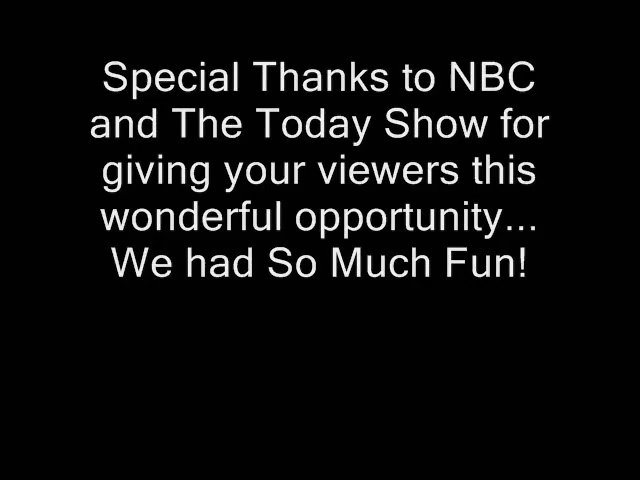 Special Thanks to NBC
and The Today Show for
giving your viewers this
wonderful opportunity...
We had So Much Fun!